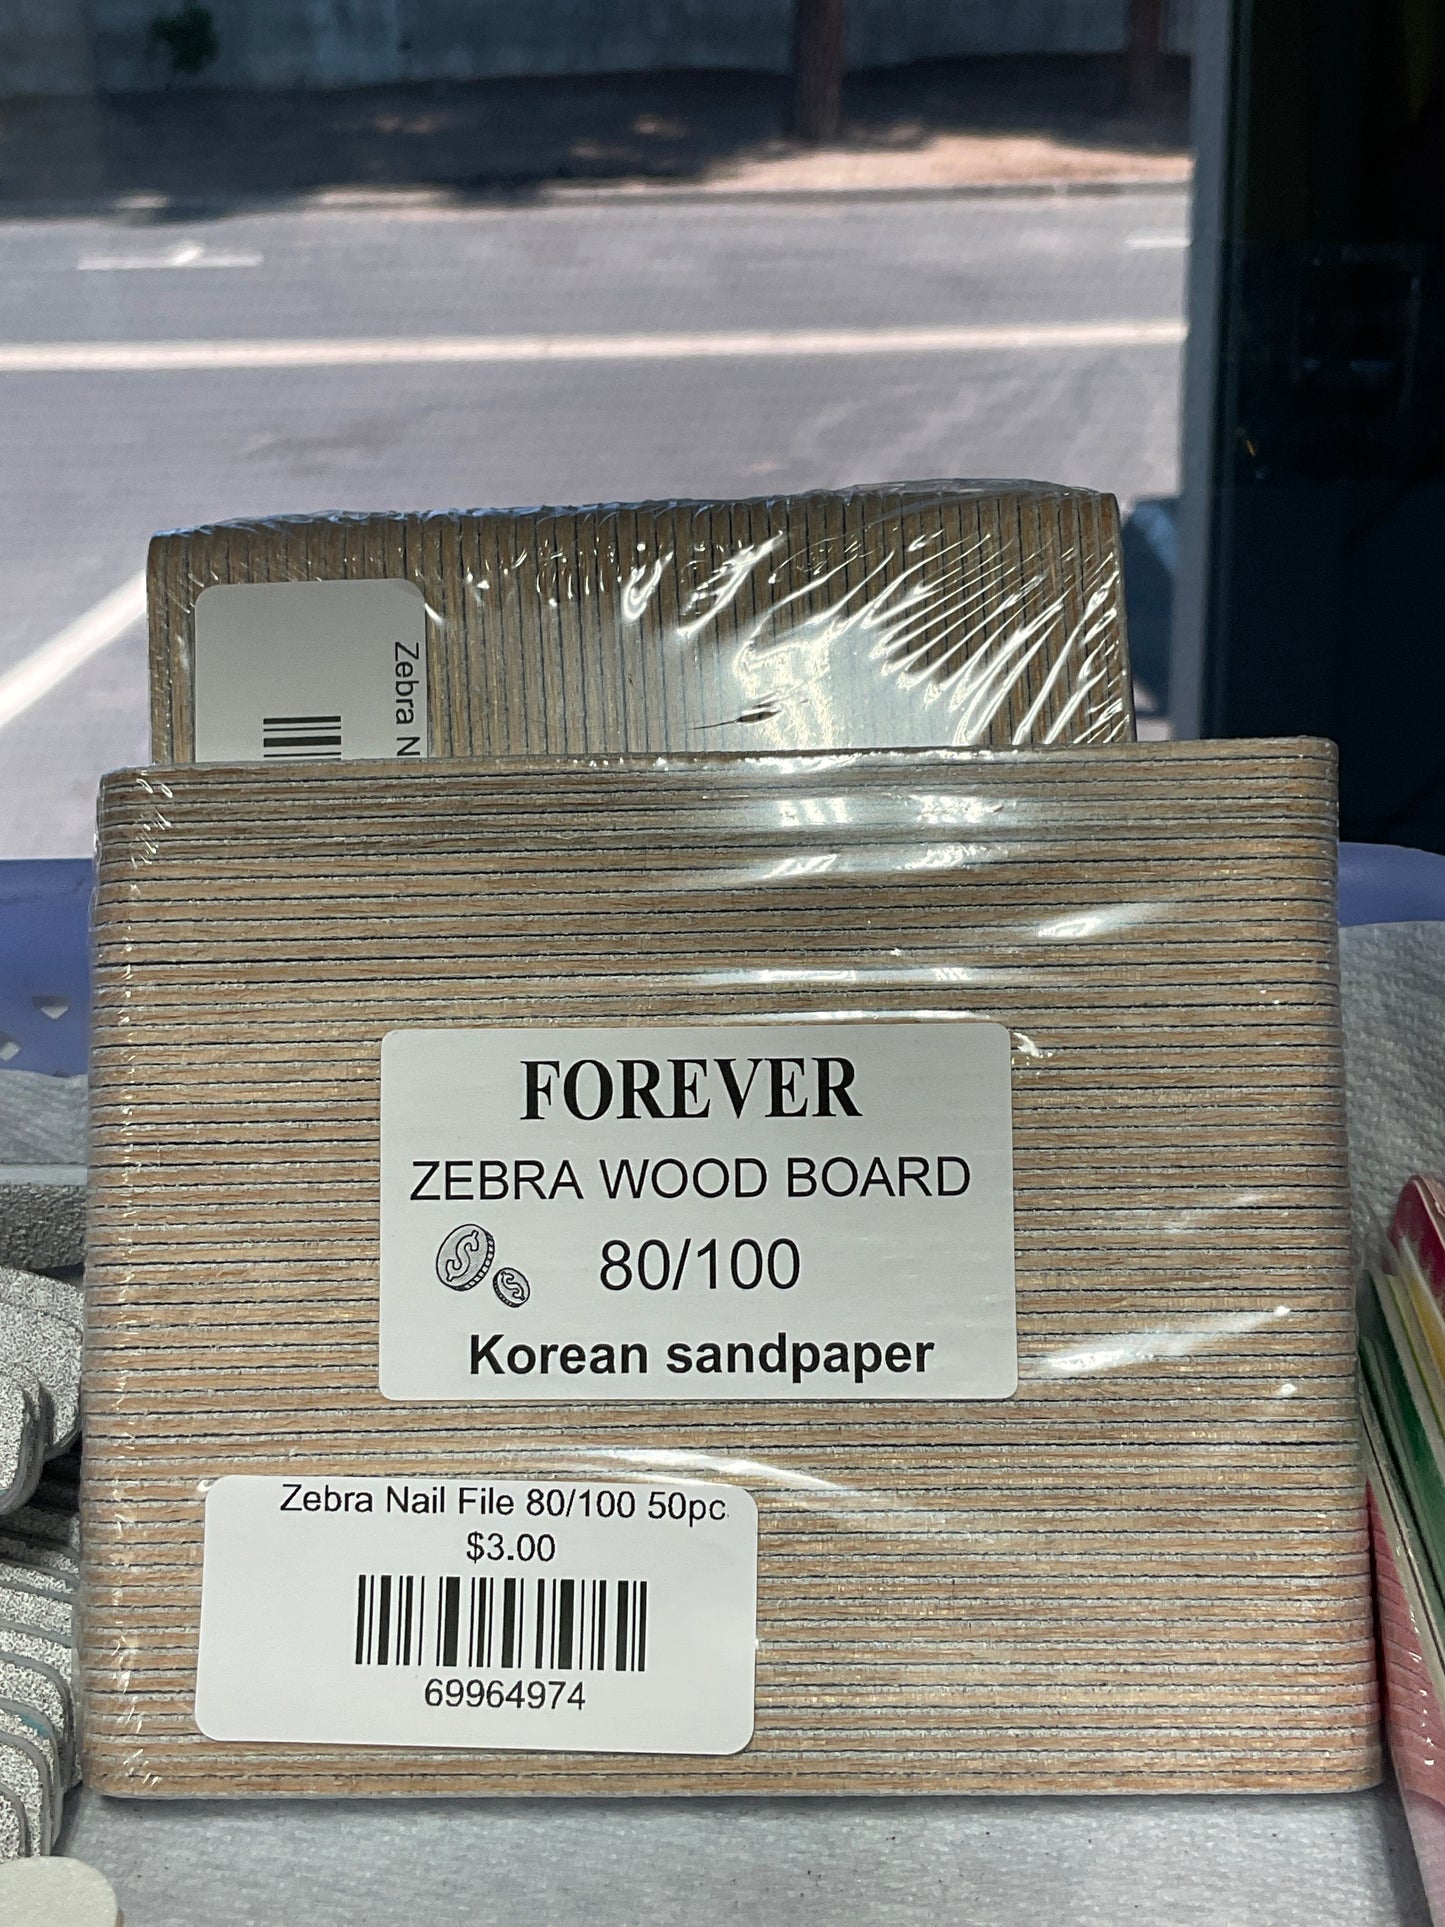 Zebra N
FOREVER
ZEBRA WOOD BOARD
80/100
Korean sandpaper
Zebra Nail File 80/100 50pc
$3.00
69964974